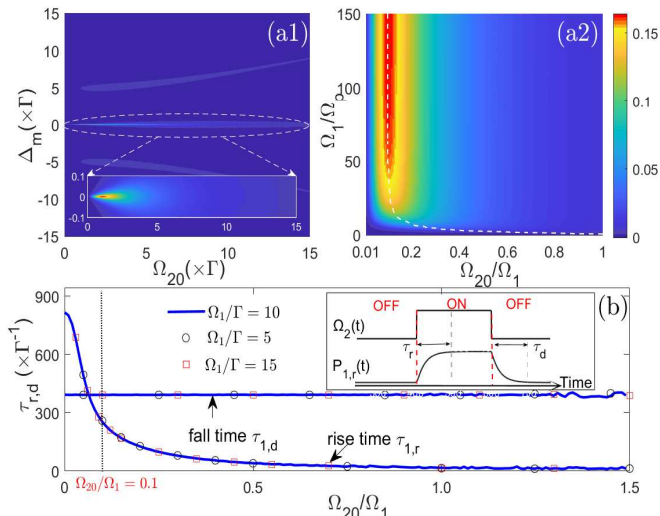 (a1)
15
10
5
0
-5
-10
-15
Δm(×Γ)
0.1
0
-0.1
1 5 10 15
1 5 10 15
Ω20(×Γ)
(a2)
150
100
50
0
Ω1/Ωp
0.01 0.2 0.4 0.6 0.8 1
Ω20/Ω1
0.15
0.1
0.05
0
(b)
900
600
300
0
τr,d (×Γ-1)
Ω1/Γ = 10
Ω1/Γ = 5
Ω1/Γ = 15
OFF ON OFF
Ω2(t)
τr τd
P1,r(t)
Time
fall time τ1,d
rise time τ1,r
Ω20/Ω1 = 0.1
0 0.5 1.0 1.5
Ω20/Ω1